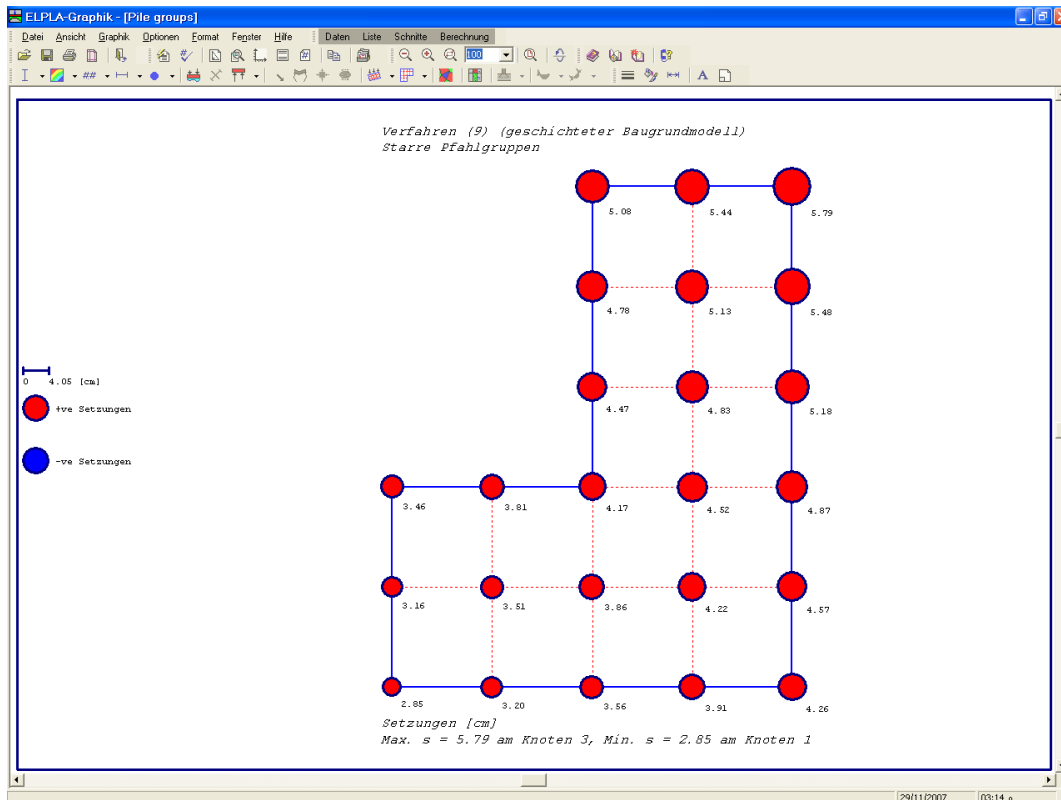 ELPLA-Graphik - [Pile groups]
Datei Ansicht Graphik Optionen Format Fenster Hilfe Daten Liste Schnitte Berechnung
100
Verfahren (9) (geschichteter Baugrundmodell)
Starre Pfahlgruppen
5.08 5.44 5.79
4.78 5.13 5.48
0 4.05 [cm]
+ve Setzungen
4.47 4.83 5.18
-ve Setzungen
3.46 3.81 4.17 4.52 4.87
3.16 3.51 3.86 4.22 4.57
2.85 3.20 3.56 3.91 4.26
Setzungen [cm]
Max. s = 5.79 am Knoten 3, Min. s = 2.85 am Knoten 1
29/11/2007 03:14 م